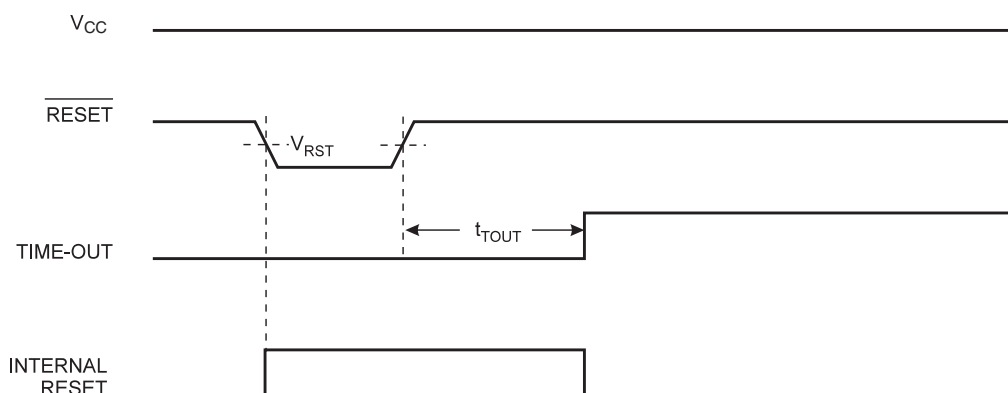 VCC
RESET
VRST
tTOUT
TIME-OUT
INTERNAL
RESET